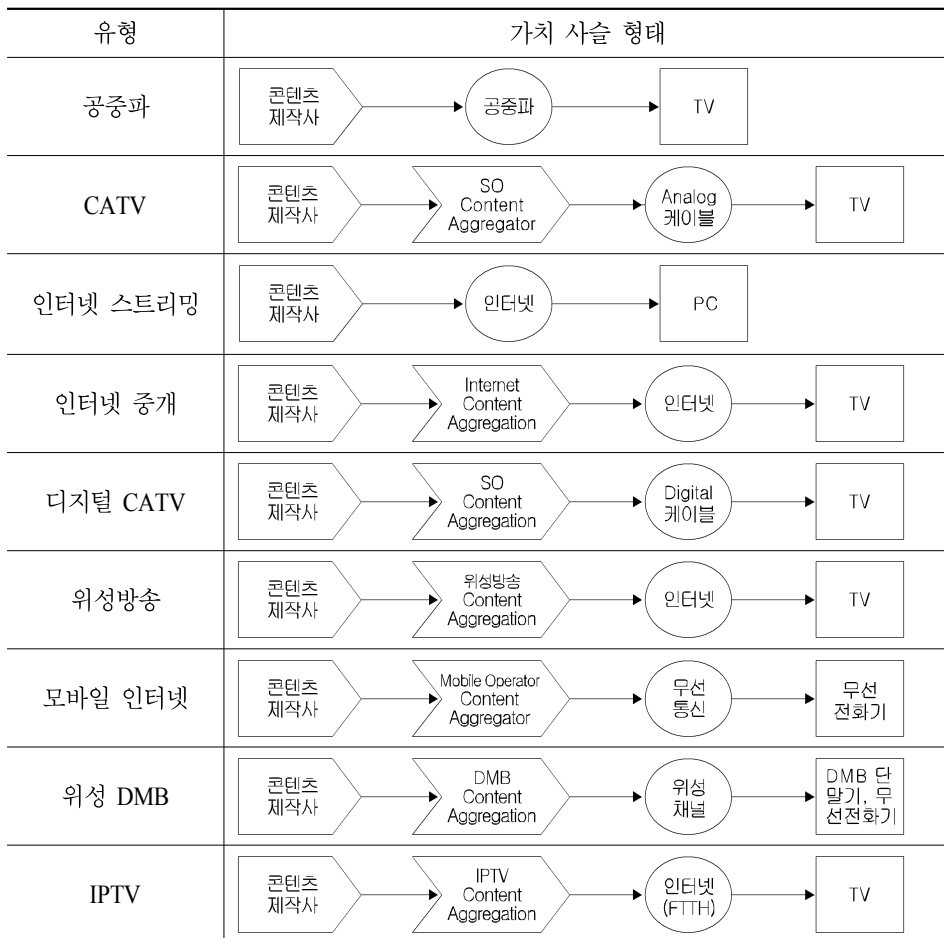 유형
가치 사슬 형태
공중파
콘텐츠
제작사
공중파
TV
CATV
콘텐츠
제작사
SO
Content
Aggregator
Analog
케이블
TV
인터넷 스트리밍
콘텐츠
제작사
인터넷
PC
인터넷 중개
콘텐츠
제작사
Internet
Content
Aggregation
인터넷
TV
디지털 CATV
콘텐츠
제작사
SO
Content
Aggregation
Digital
케이블
TV
위성방송
콘텐츠
제작사
위성방송
Content
Aggregation
인터넷
TV
모바일 인터넷
콘텐츠
제작사
Mobile Operator
Content
Aggregator
무선
통신
무선
전화기
위성 DMB
콘텐츠
제작사
DMB
Content
Aggregation
위성
채널
DMB 단
말기, 무
선전화기
IPTV
콘텐츠
제작사
IPTV
Content
Aggregation
인터넷
(FTTH)
TV